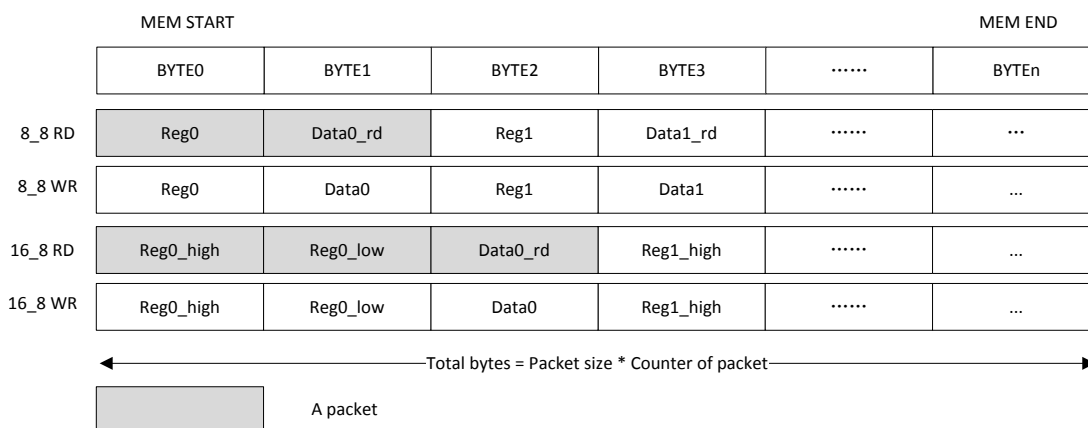 MEM START MEM END
BYTE0 BYTE1 BYTE2 BYTE3 ...... BYTEn
8_8 RD Reg0 Data0_rd Reg1 Data1_rd ...... ...
8_8 WR Reg0 Data0 Reg1 Data1 ...... ...
16_8 RD Reg0_high Reg0_low Data0_rd Reg1_high ...... ...
16_8 WR Reg0_high Reg0_low Data0 Reg1_high ...... ...
Total bytes = Packet size * Counter of packet
A packet